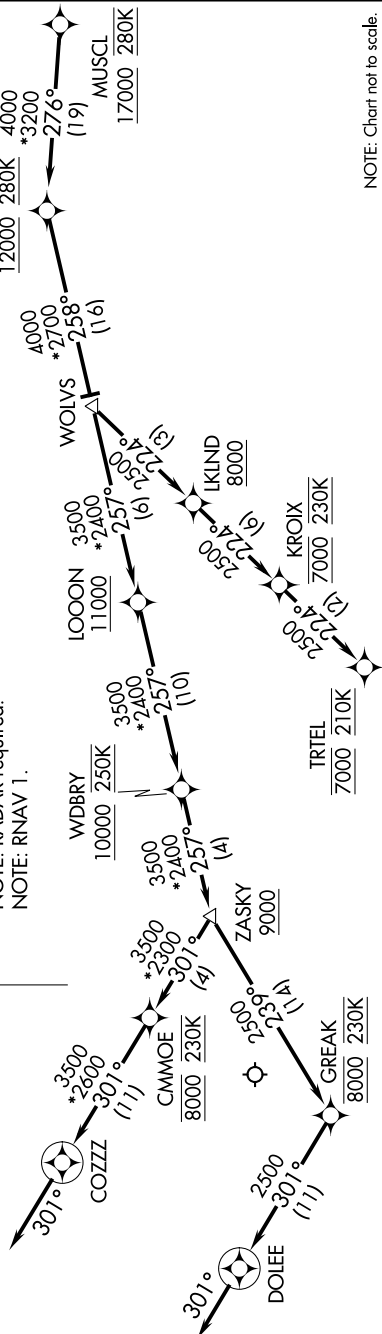 NOTE: RADAR required.
NOTE: RNAV 1.
MUSCL
17000 280K
4000
*3200
276°
(19)
12000 280K
4000
*2700
258°
(16)
WOLVS
3500
*2400
257°
(6)
LOOON
11000
3500
*2400
257°
(10)
WDBRY
10000 250K
3500
*2400
257°
(4)
ZASKY
9000
3500
*2300
301°
(4)
CMMOE
8000 230K
3500
*2600
301°
(11)
COZZZ
301°
2500
239°
(14)
GREAK
8000 230K
2500
301°
(11)
DOLEE
301°
2500
224°
(3)
LKLND
8000
2500
224°
(6)
KROIX
7000 230K
2500
224°
(2)
TRTEL
7000 210K
NOTE: Chart not to scale.